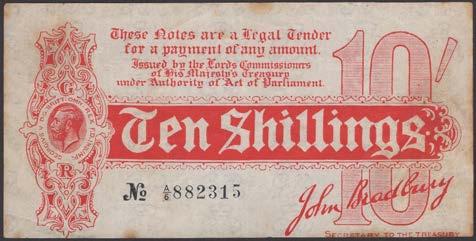 These Notes are a Legal Tender
for a payment of any amount.
Issued by the Lords Commissioners
of His Majesty's Treasury
under Authority of Act of Parliament.
10/
G
R
Ten Shillings.
No A/6 882315
John Bradbury
10
SECRETARY TO THE TREASURY